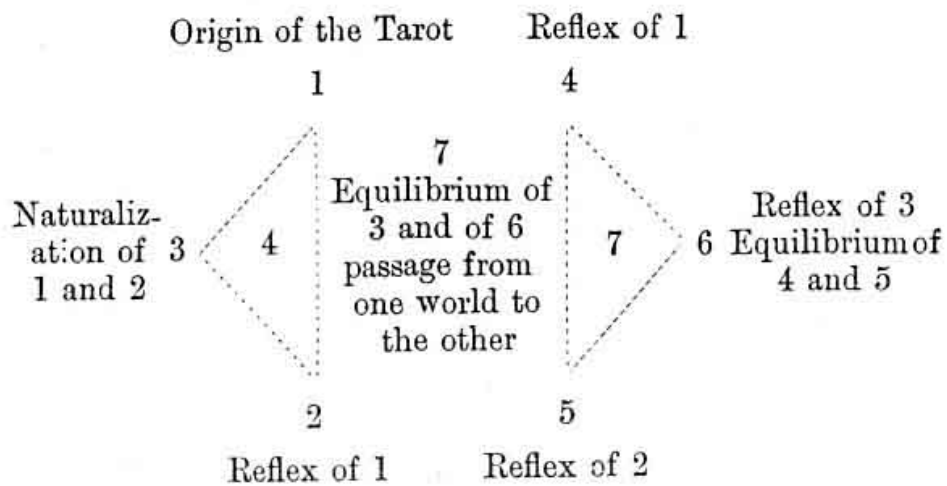 Origin of the Tarot
Reflex of 1
1
4
7
Equilibrium of
3 and of 6
passage from
one world to
the other
Naturaliz-
ation of
1 and 2
3
4
7
6
Reflex of 3
Equilibrium of
4 and 5
2
5
Reflex of 1
Reflex of 2